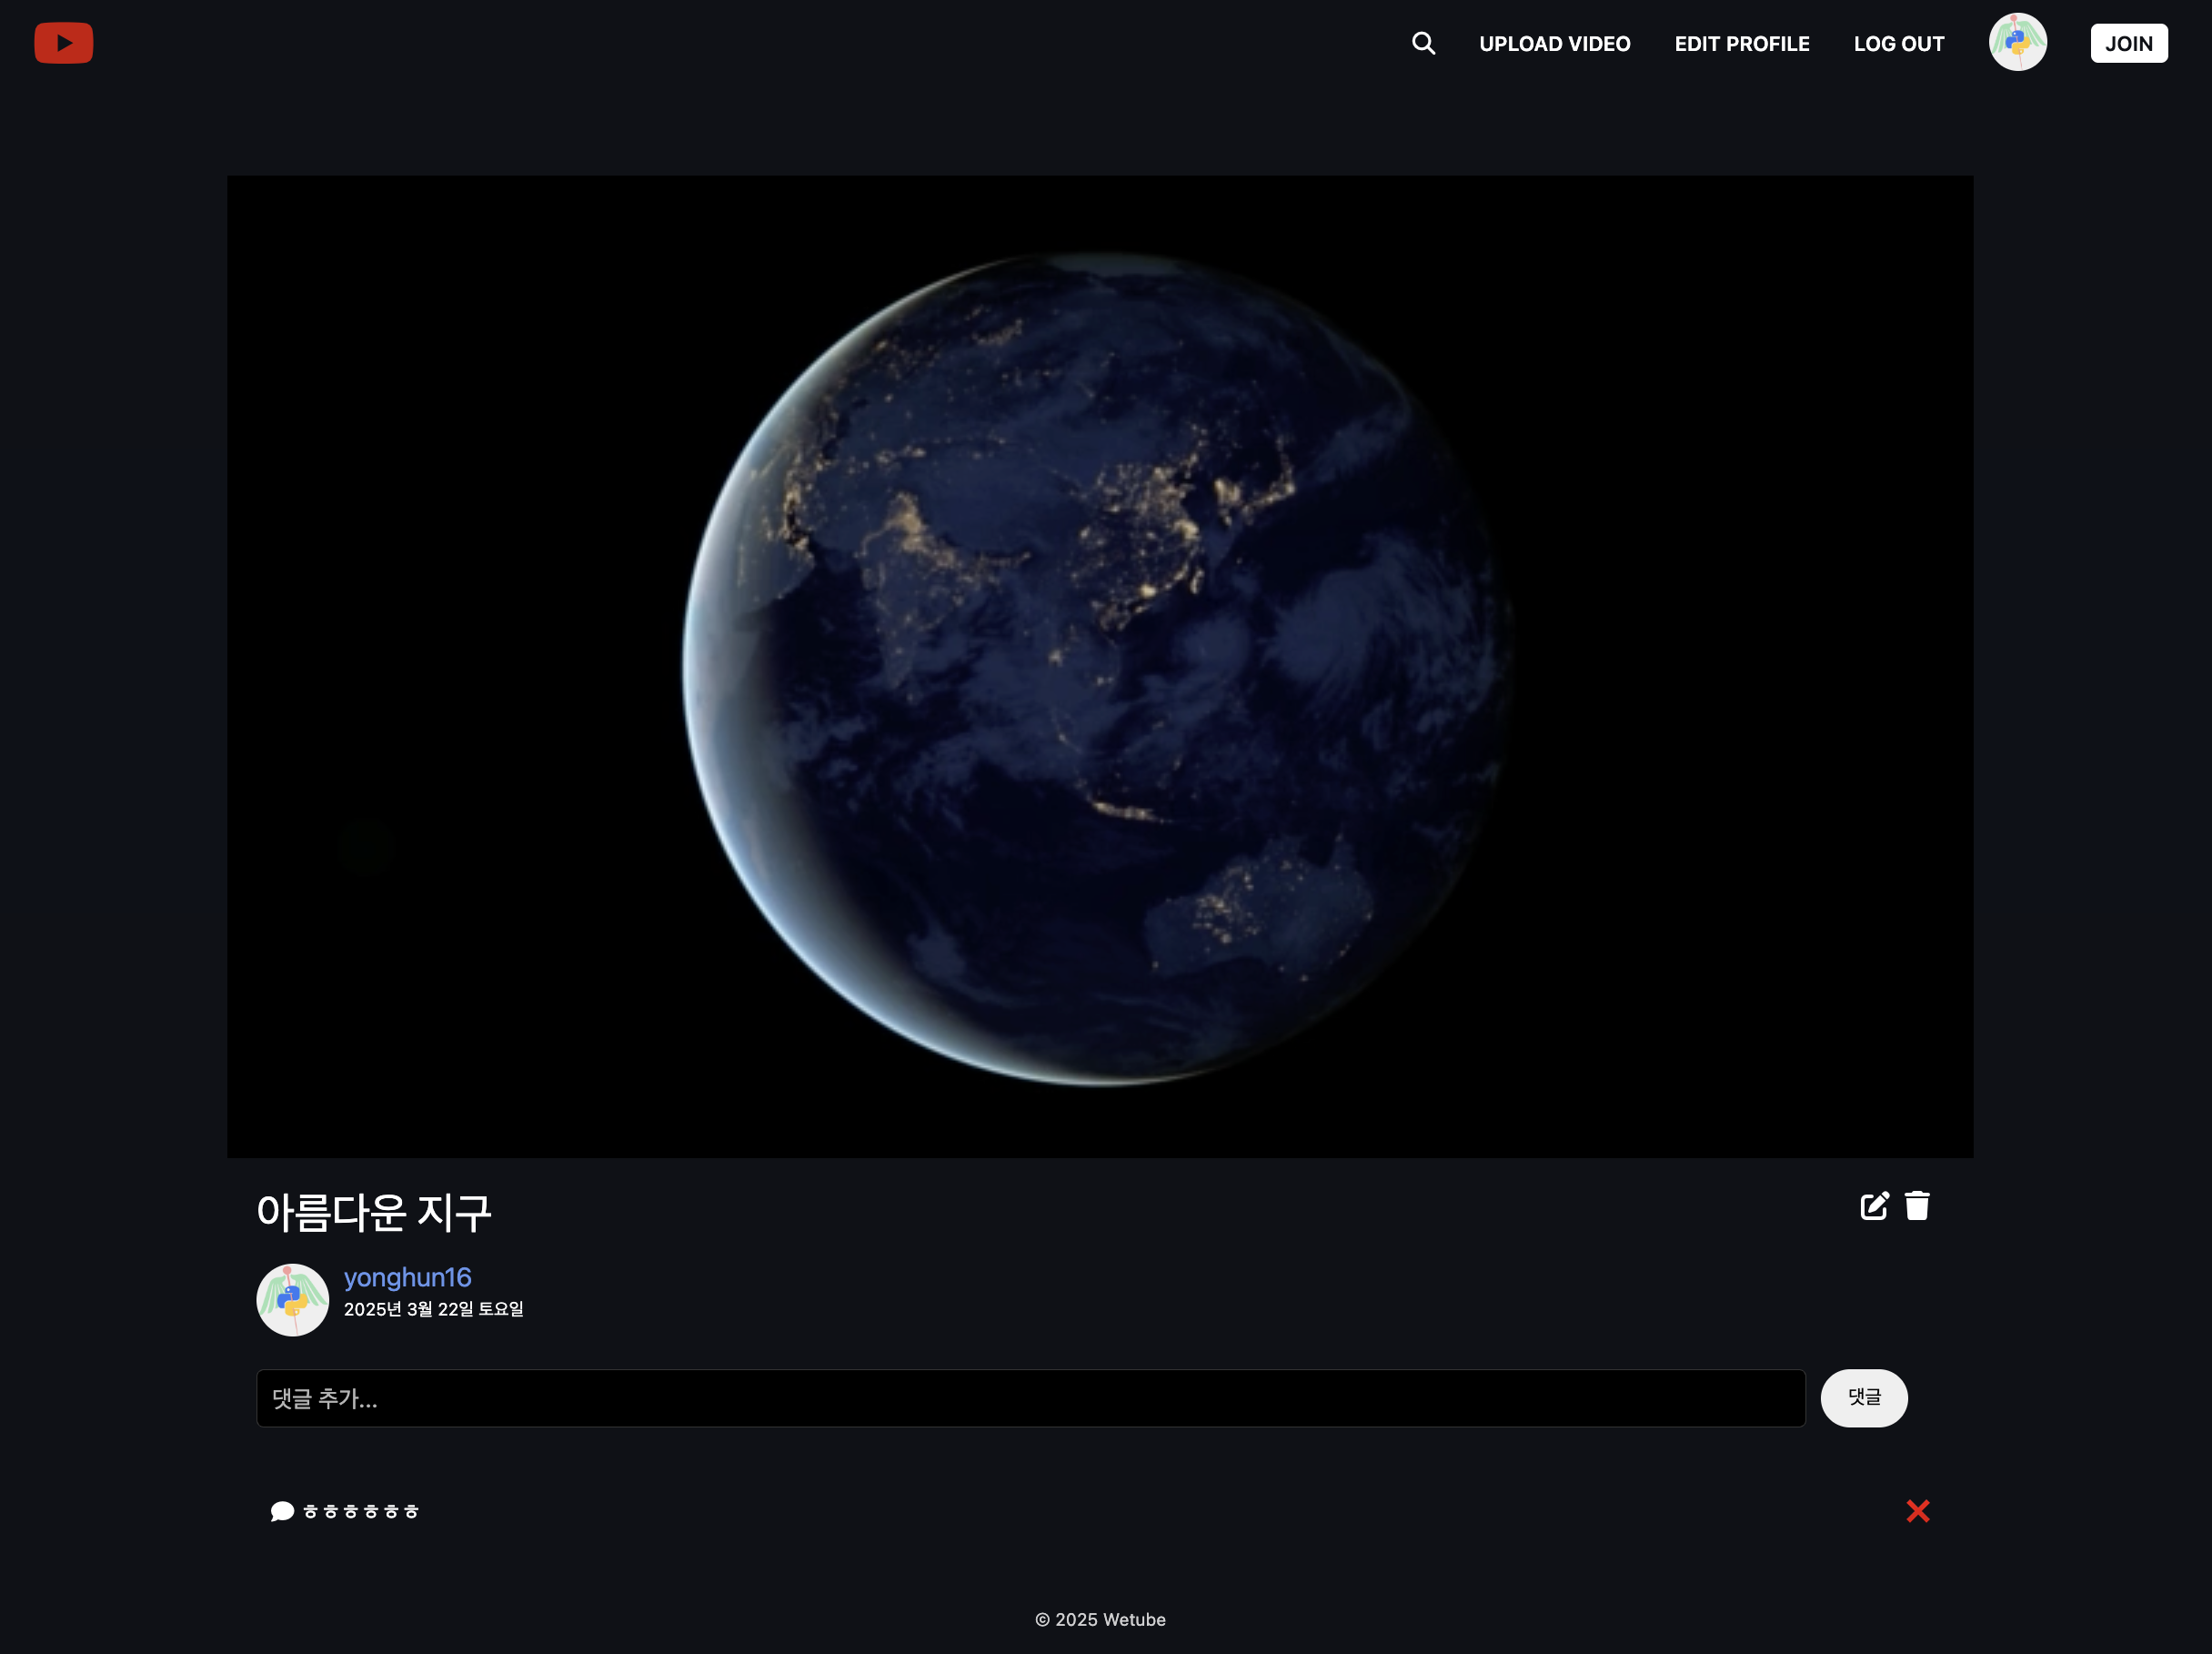 UPLOAD VIDEO
EDIT PROFILE
LOG OUT
JOIN
아름다운 지구
yonghun16
2025년 3월 22일 토요일
댓글 추가...
댓글
ㅎㅎㅎㅎㅎㅎ
© 2025 Wetube